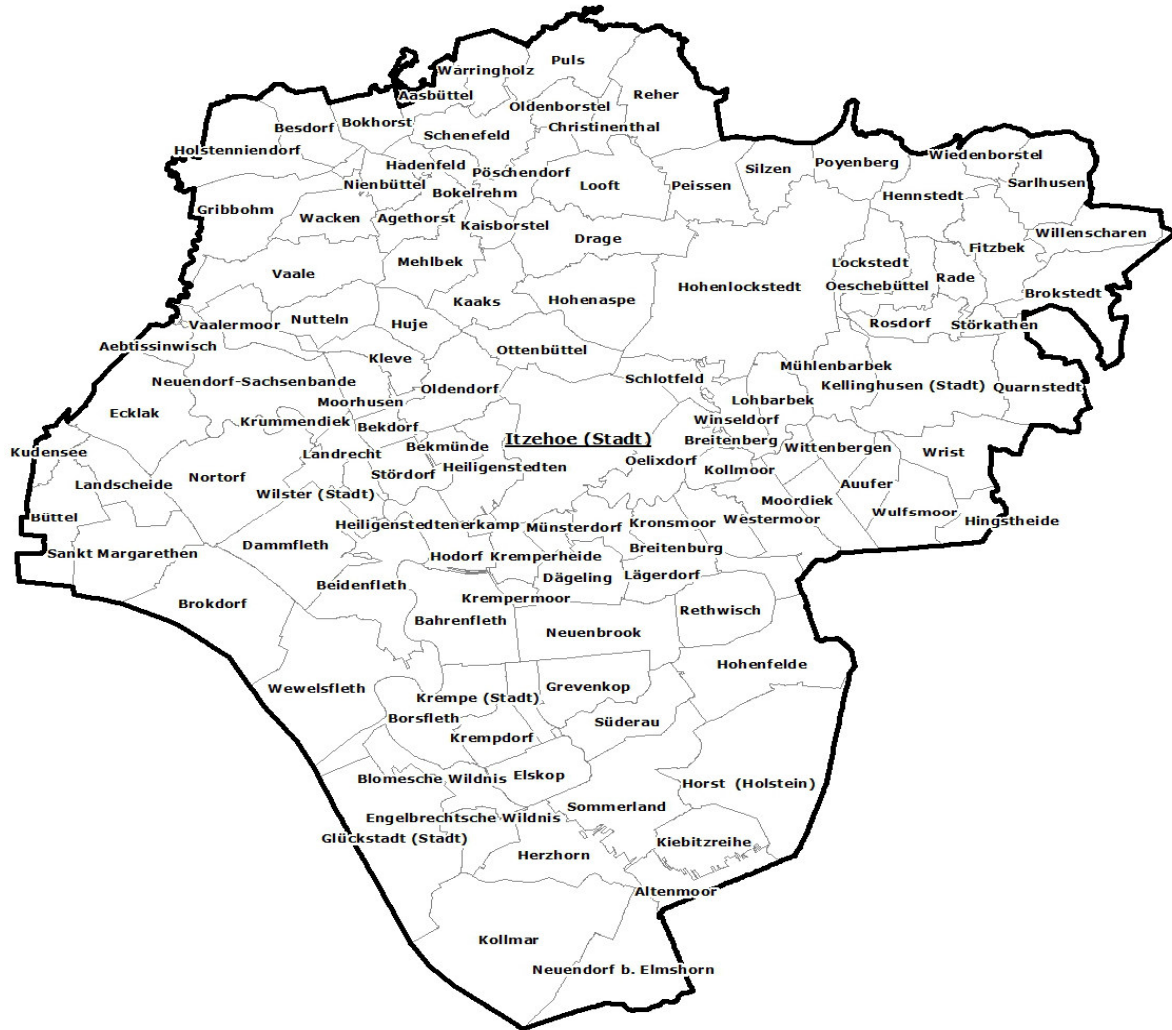 Puls
Warringholz
Aasbüttel
Reher
Oldenborstel
Bokhorst
Besdorf
Christinenthal
Schenefeld
Holstenniendorf
Wiedenborstel
Hadenfeld
Poyenberg
Silzen
Pöschendorf
Nienbüttel
Looft
Peissen
Sarlhusen
Bokelrehm
Hennstedt
Gribbohm
Wacken
Agethorst
Kaisborstel
Willenscharen
Drage
Fitzbek
Mehlbek
Lockstedt
Vaale
Rade
Hohenlockstedt
Oeschebüttel
Brokstedt
Kaaks
Hohenaspe
Nutteln
Huje
Rosdorf
Störkathen
Vaalermoor
Aebtissinwisch
Ottenbüttel
Kleve
Mühlenbarbek
Schlotfeld
Neuendorf-Sachsenbande
Kellinghusen (Stadt)
Quarnstedt
Oldendorf
Lohbarbek
Moorhusen
Ecklak
Krummendiek
Winseldorf
Bekdorf
Itzehoe (Stadt)
Breitenberg
Bekmünde
Wittenbergen
Kudensee
Landrecht
Wrist
Oelixdorf
Heiligenstedten
Kollmoor
Stördorf
Nortorf
Landscheide
Auufer
Wilster (Stadt)
Moordiek
Wulfsmoor
Büttel
Westermoor
Hingstheide
Heiligenstedtenerkamp
Münsterdorf
Kronsmoor
Dammfleth
Breitenburg
Sankt Margarethen
Hodorf
Kremperheide
Dägeling
Lägerdorf
Beidenfleth
Krempermoor
Brokdorf
Rethwisch
Bahrenfleth
Neuenbrook
Hohenfelde
Wewelsfleth
Grevenkop
Krempe (Stadt)
Borsfleth
Süderau
Krempdorf
Elskop
Blomesche Wildnis
Horst (Holstein)
Sommerland
Engelbrechtsche Wildnis
Glückstadt (Stadt)
Kiebitzreihe
Herzhorn
Altenmoor
Kollmar
Neuendorf b. Elmshorn